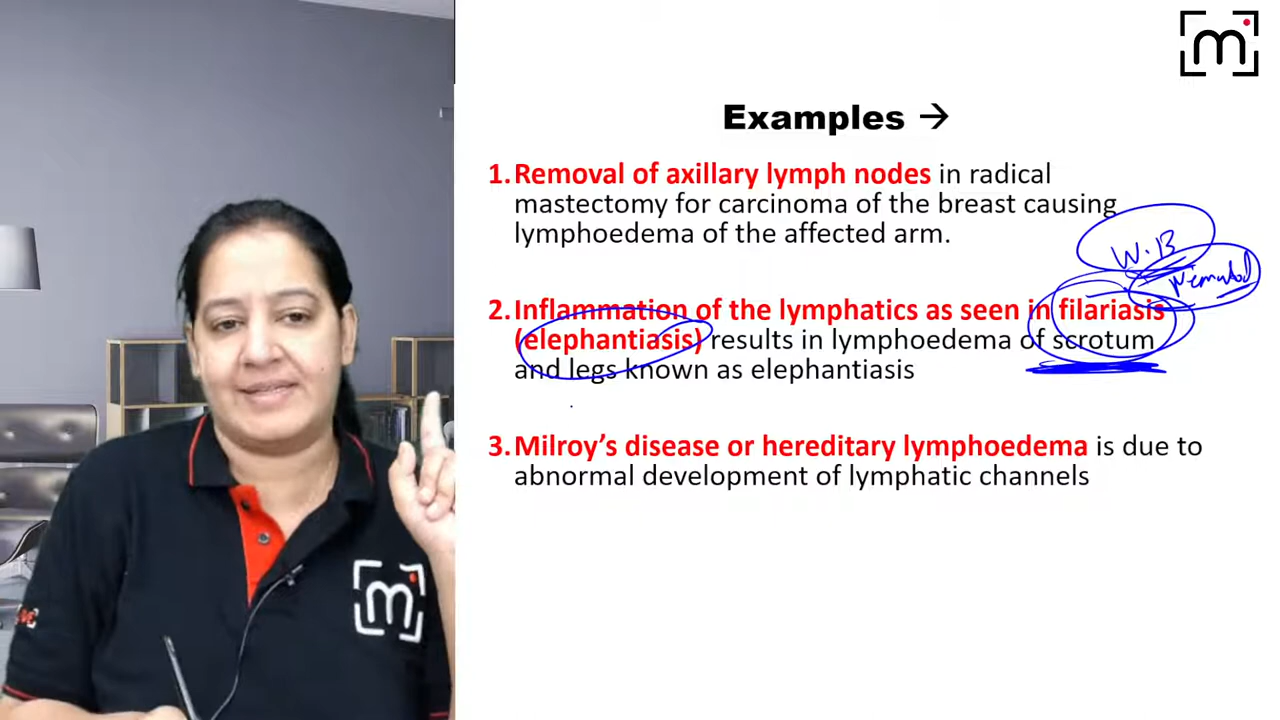 m
Examples →
1. Removal of axillary lymph nodes in radical
mastectomy for carcinoma of the breast causing
lymphoedema of the affected arm.
W.B
Nematod
2. Inflammation of the lymphatics as seen in filariasis
(elephantiasis) results in lymphoedema of scrotum
and legs known as elephantiasis
3. Milroy’s disease or hereditary lymphoedema is due to
abnormal development of lymphatic channels
m